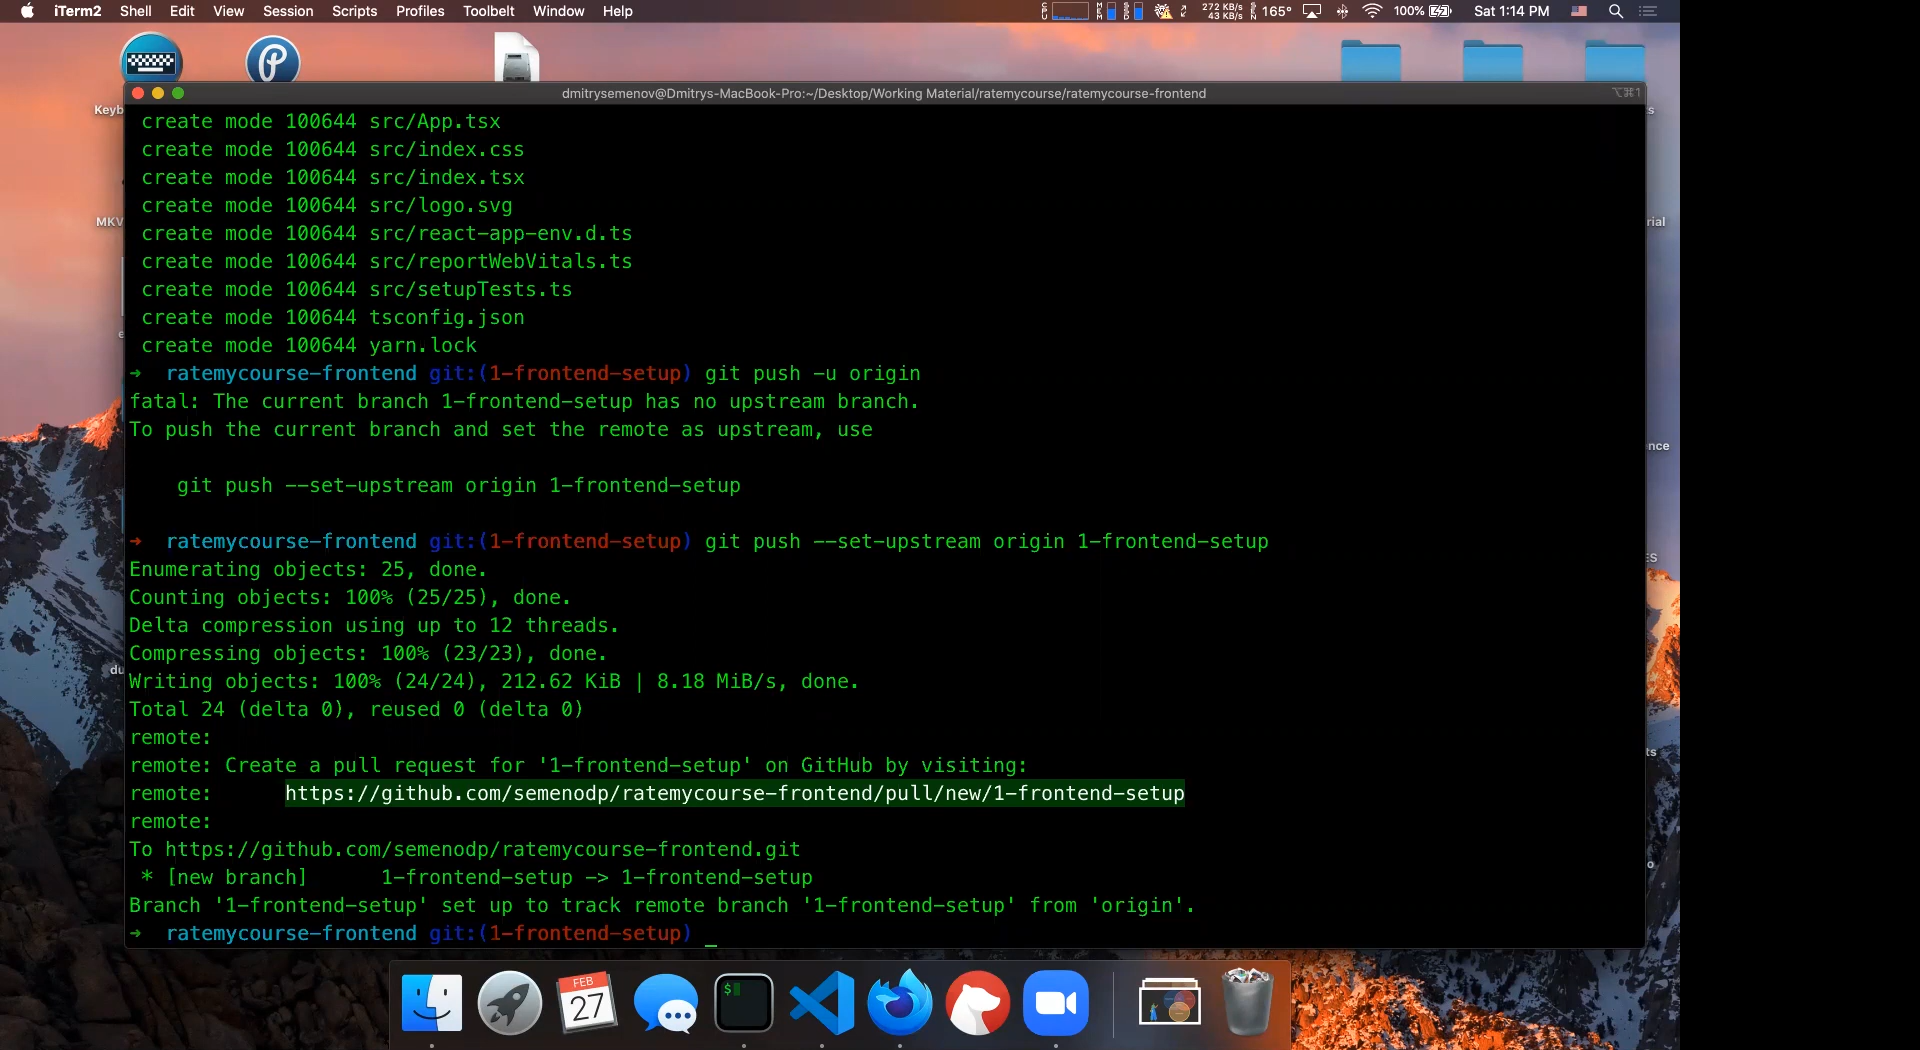 iTerm2 Shell Edit View Session Scripts Profiles Toolbelt Window Help
272 KB/s
43 KB/s
165° 100% Sat 1:14 PM
Keyb
dmitrysemenov@Dmitrys-MacBook-Pro:~/Desktop/Working Material/ratemycourse/ratemycourse-frontend
⌥⌘1
create mode 100644 src/App.tsx
create mode 100644 src/index.css
create mode 100644 src/index.tsx
create mode 100644 src/logo.svg
create mode 100644 src/react-app-env.d.ts
create mode 100644 src/reportWebVitals.ts
create mode 100644 src/setupTests.ts
create mode 100644 tsconfig.json
create mode 100644 yarn.lock
➜ ratemycourse-frontend git:(1-frontend-setup) git push -u origin
fatal: The current branch 1-frontend-setup has no upstream branch.
To push the current branch and set the remote as upstream, use
git push --set-upstream origin 1-frontend-setup
➜ ratemycourse-frontend git:(1-frontend-setup) git push --set-upstream origin 1-frontend-setup
Enumerating objects: 25, done.
Counting objects: 100% (25/25), done.
Delta compression using up to 12 threads.
Compressing objects: 100% (23/23), done.
Writing objects: 100% (24/24), 212.62 KiB | 8.18 MiB/s, done.
Total 24 (delta 0), reused 0 (delta 0)
remote:
remote: Create a pull request for '1-frontend-setup' on GitHub by visiting:
remote: https://github.com/semenodp/ratemycourse-frontend/pull/new/1-frontend-setup
remote:
To https://github.com/semenodp/ratemycourse-frontend.git
* [new branch] 1-frontend-setup -> 1-frontend-setup
Branch '1-frontend-setup' set up to track remote branch '1-frontend-setup' from 'origin'.
➜ ratemycourse-frontend git:(1-frontend-setup) _
MKV
du
rial
nce
ES
ts
FEB
27
$